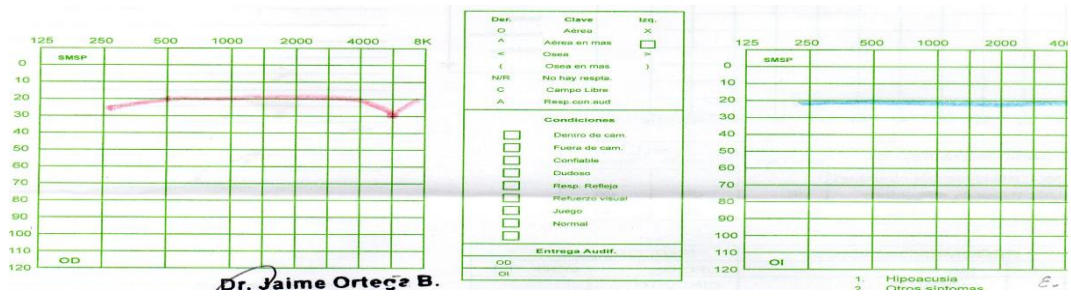 125 250 500 1000 2000 4000 8K
SMSP
0
10
20
30
40
50
60
70
80
90
100
110
120
OD
Dr. Jaime Ortega B.
Der. Clave Izq.
O Aérea X
^ Aérea en mas
< Osea >
( Osea en mas )
N/R No hay respta.
C Campo Libre
A Resp.con.aud
Condiciones
Dentro de cam.
Fuera de cam.
Confiable
Dudoso
Resp. Refleja
Refuerzo visual
Juego
Normal
Entrega Audif.
OD
OI
125 250 500 1000 2000
SMSP
0
10
20
30
40
50
60
70
80
90
100
110
120
OI
1. Hipoacusia
2. Otros síntomas